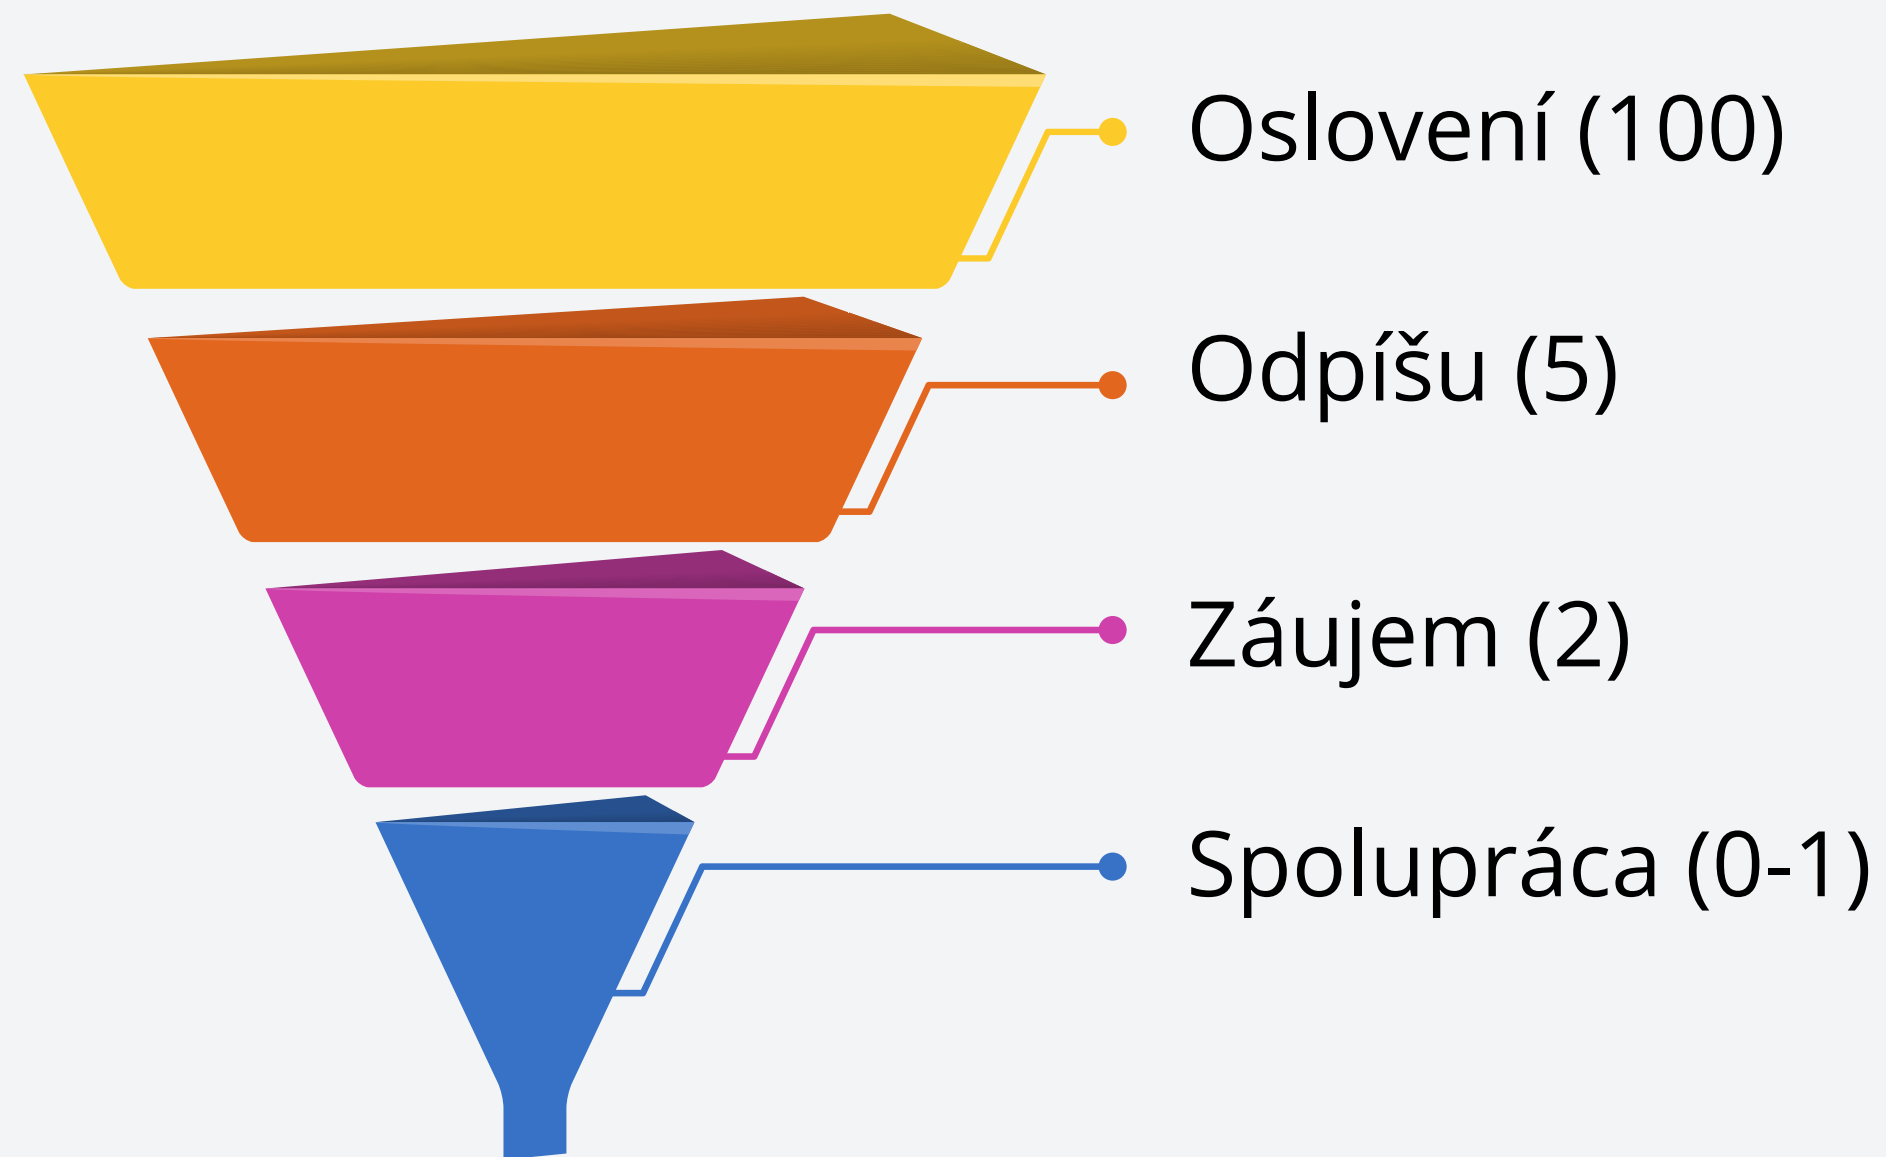 Oslovení (100)
Odpíšu (5)
Záujem (2)
Spolupráca (0-1)